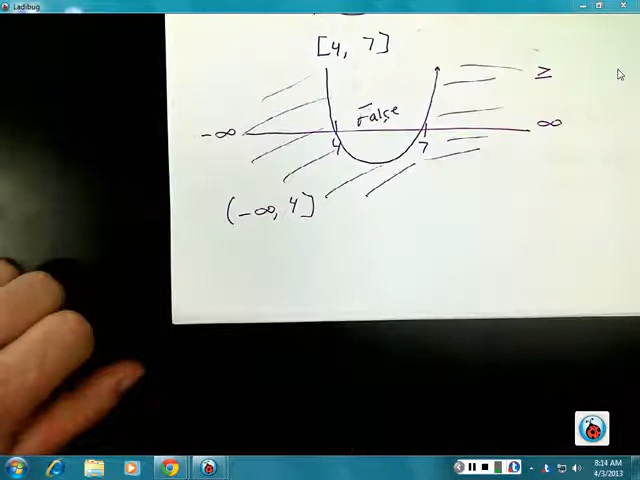 Ladibug
[4, 7]
≥
False
-∞ ∞
4 7
(-∞, 4]
8:14 AM
4/3/2013